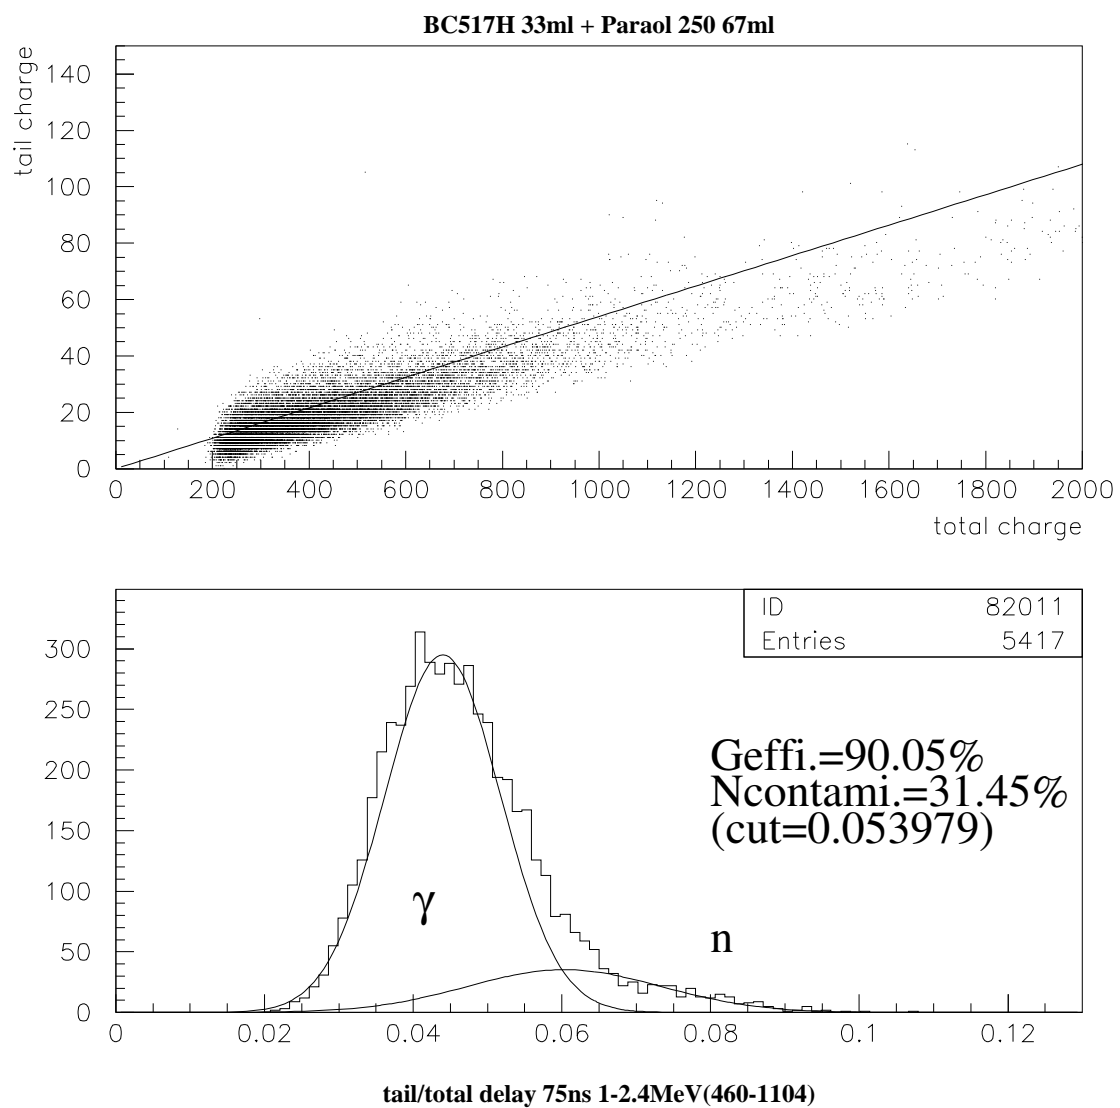 BC517H 33ml + Paraol 250 67ml
tail charge
140
120
100
80
60
40
20
0
0 200 400 600 800 1000 1200 1400 1600 1800 2000
total charge
ID 82011
Entries 5417
300
250
200
150
100
50
0
Geffi.=90.05%
Ncontami.=31.45%
(cut=0.053979)
γ
n
0 0.02 0.04 0.06 0.08 0.1 0.12
tail/total delay 75ns 1-2.4MeV(460-1104)